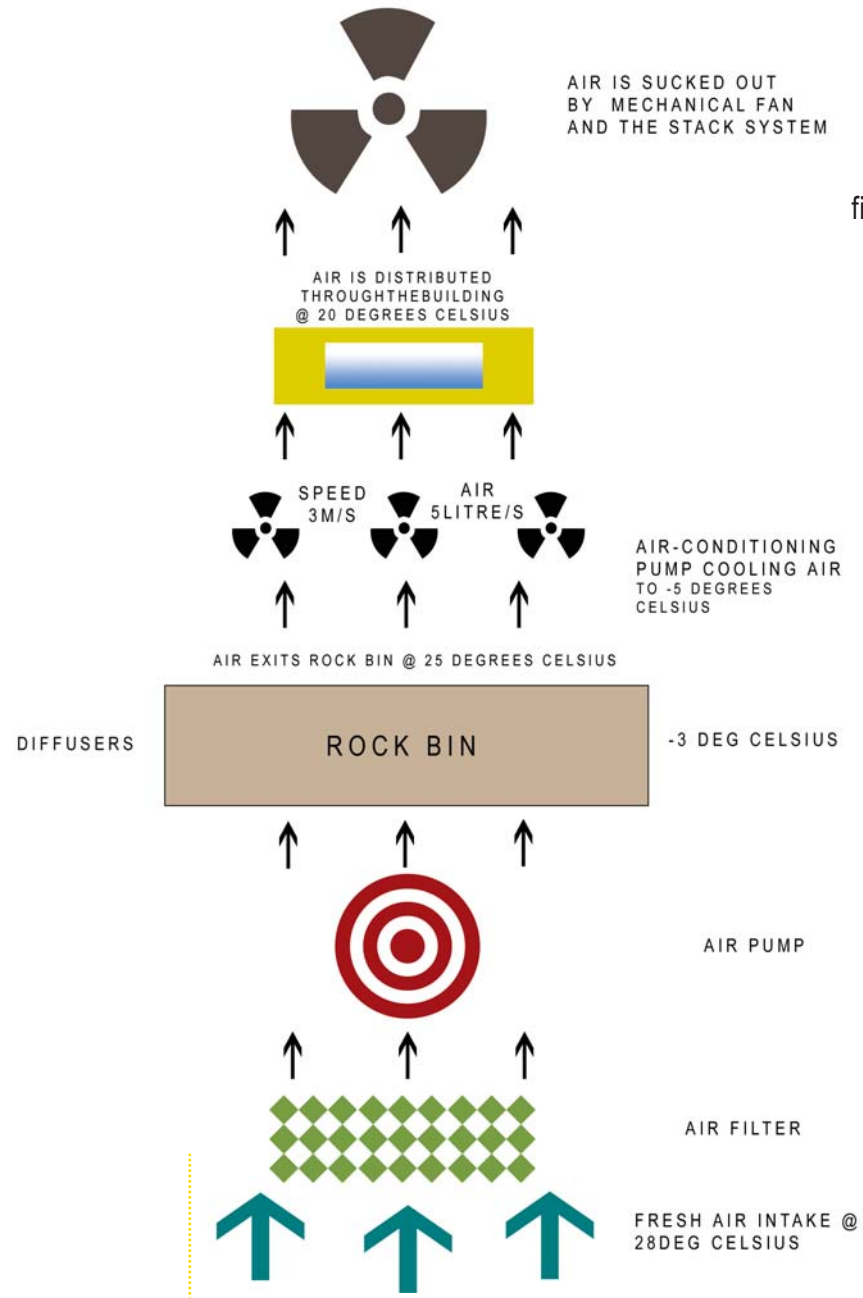 AIR IS SUCKED OUT
BY MECHANICAL FAN
AND THE STACK SYSTEM
fi
AIR IS DISTRIBUTED
THROUGHTHEBUILDING
@ 20 DEGREES CELSIUS
SPEED
3M/S
AIR
5LITRE/S
AIR-CONDITIONING
PUMP COOLING AIR
TO -5 DEGREES
CELSIUS
AIR EXITS ROCK BIN @ 25 DEGREES CELSIUS
DIFFUSERS
ROCK BIN
-3 DEG CELSIUS
AIR PUMP
AIR FILTER
FRESH AIR INTAKE @
28DEG CELSIUS